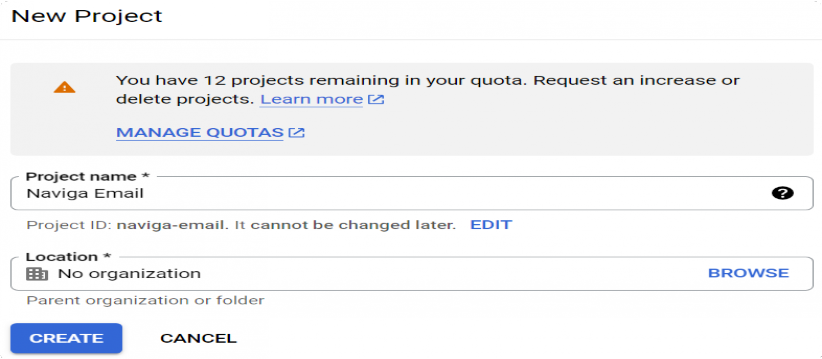 New Project
You have 12 projects remaining in your quota. Request an increase or
delete projects. Learn more
MANAGE QUOTAS
Project name *
Naviga Email
Project ID: naviga-email. It cannot be changed later. EDIT
Location *
No organization BROWSE
Parent organization or folder
CREATE CANCEL